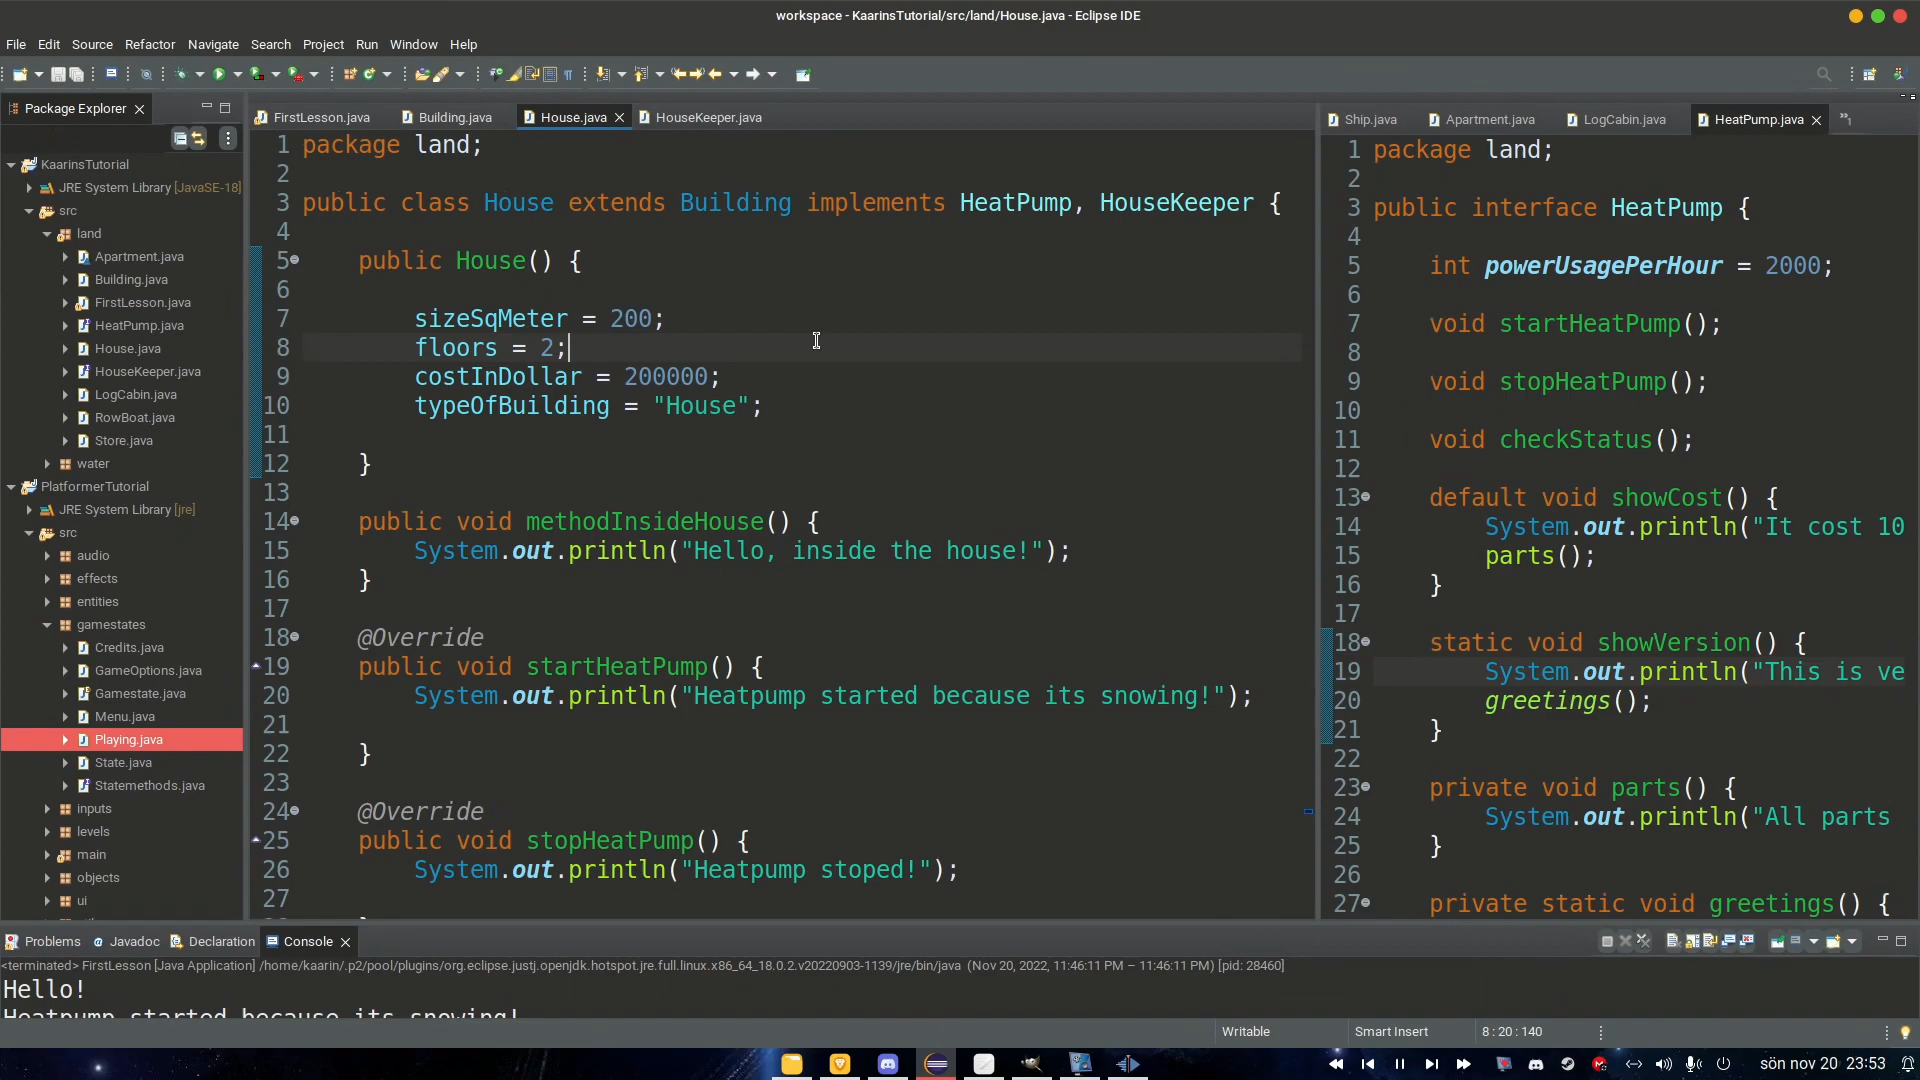 workspace - KaarinsTutorial/src/land/House.java - Eclipse IDE
File Edit Source Refactor Navigate Search Project Run Window Help
Package Explorer
KaarinsTutorial
JRE System Library [JavaSE-18]
src
land
Apartment.java
Building.java
FirstLesson.java
HeatPump.java
House.java
HouseKeeper.java
LogCabin.java
RowBoat.java
Store.java
water
PlatformerTutorial
JRE System Library [jre]
src
audio
effects
entities
gamestates
Credits.java
GameOptions.java
Gamestate.java
Menu.java
Playing.java
State.java
Statemethods.java
inputs
levels
main
objects
ui
FirstLesson.java Building.java House.java HouseKeeper.java
1 package land;
2
3 public class House extends Building implements HeatPump, HouseKeeper {
4
5 public House() {
6
7 sizeSqMeter = 200;
8 floors = 2;
9 costInDollar = 200000;
10 typeOfBuilding = "House";
11
12 }
13
14 public void methodInsideHouse() {
15 System.out.println("Hello, inside the house!");
16 }
17
18 @Override
19 public void startHeatPump() {
20 System.out.println("Heatpump started because its snowing!");
21
22 }
23
24 @Override
25 public void stopHeatPump() {
26 System.out.println("Heatpump stoped!");
27
Ship.java Apartment.java LogCabin.java HeatPump.java »1
1 package land;
2
3 public interface HeatPump {
4
5 int powerUsagePerHour = 2000;
6
7 void startHeatPump();
8
9 void stopHeatPump();
10
11 void checkStatus();
12
13 default void showCost() {
14 System.out.println("It cost 10
15 parts();
16 }
17
18 static void showVersion() {
19 System.out.println("This is ve
20 greetings();
21 }
22
23 private void parts() {
24 System.out.println("All parts
25 }
26
27 private static void greetings() {
Problems Javadoc Declaration Console
<terminated> FirstLesson [Java Application] /home/kaarin/.p2/pool/plugins/org.eclipse.justj.openjdk.hotspot.jre.full.linux.x86_64_18.0.2.v20220903-1139/jre/bin/java (Nov 20, 2022, 11:46:11 PM – 11:46:11 PM) [pid: 28460]
Hello!
Heatpump started because its snowing!
Writable Smart Insert 8 : 20 : 140
sön nov 20 23:53